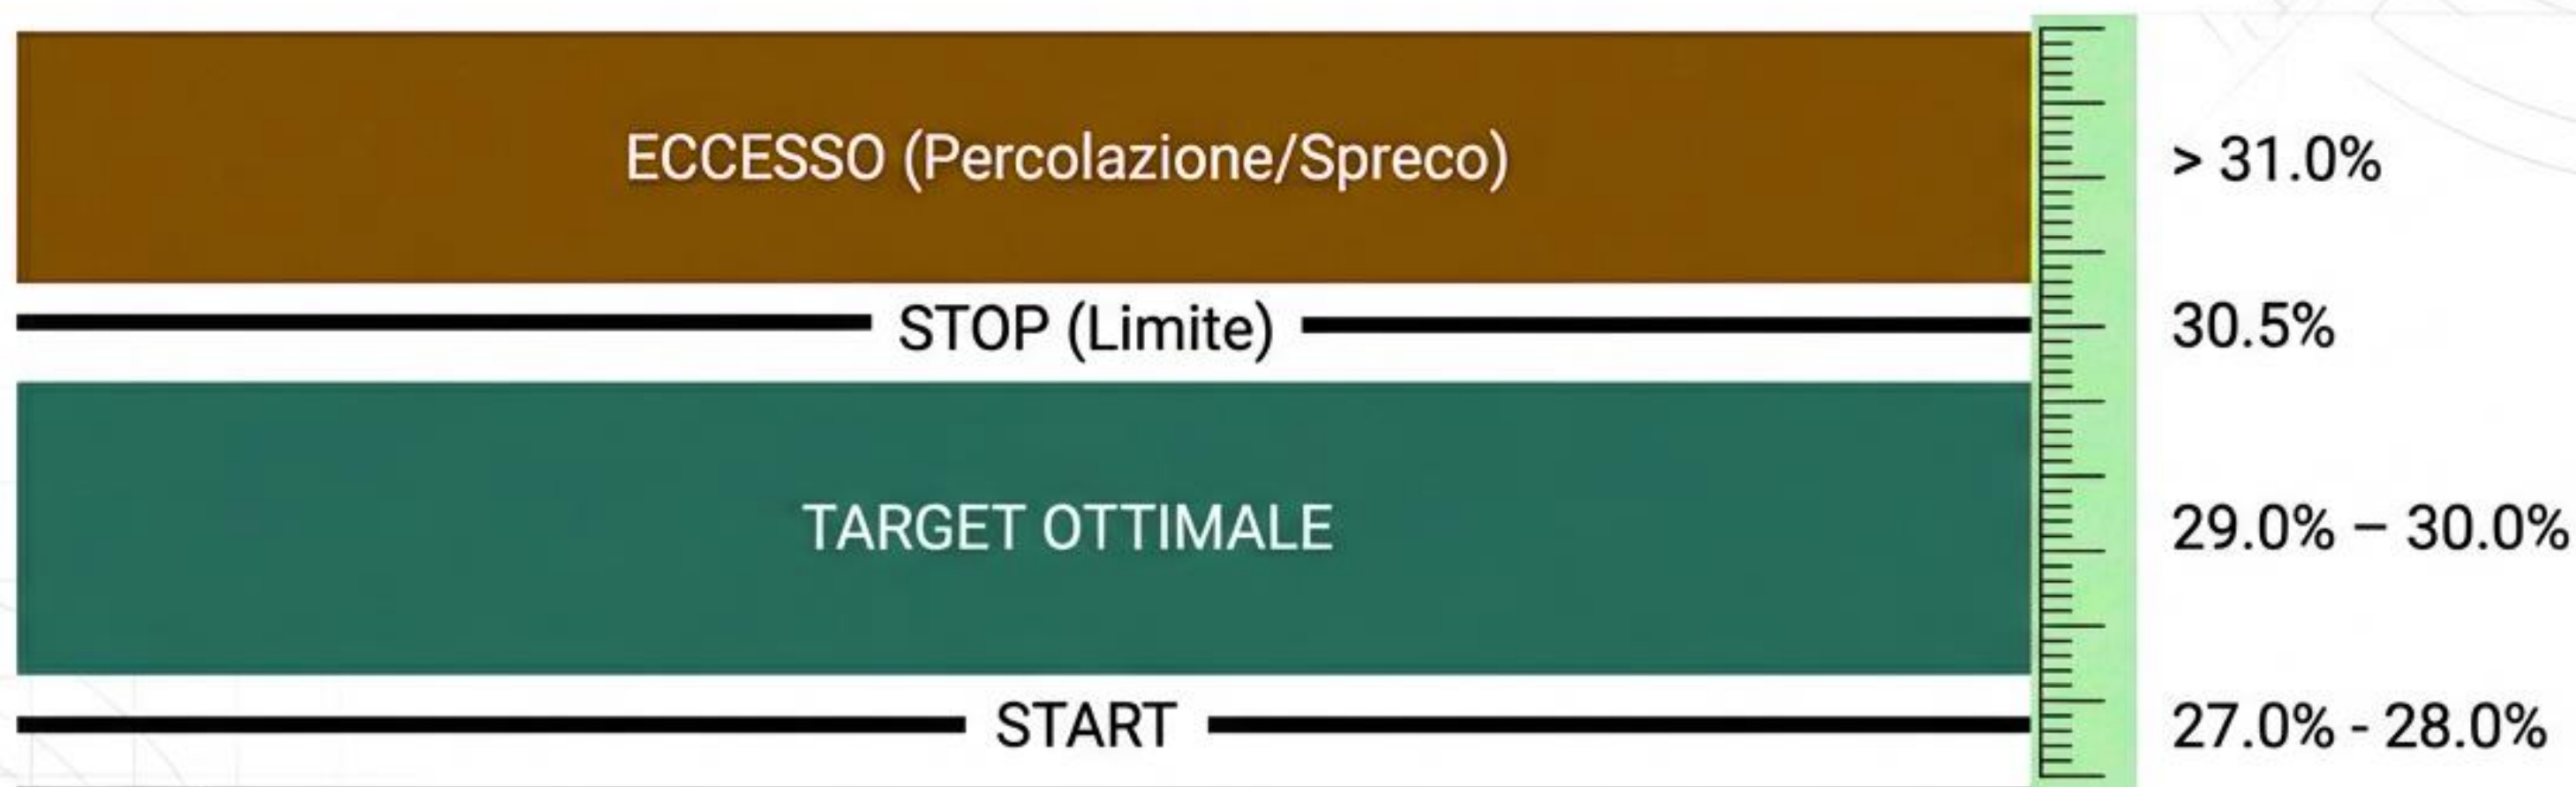 ECCESSO (Percolazione/Spreco)
> 31.0%
STOP (Limite)
30.5%
TARGET OTTIMALE
29.0% – 30.0%
START
27.0% - 28.0%